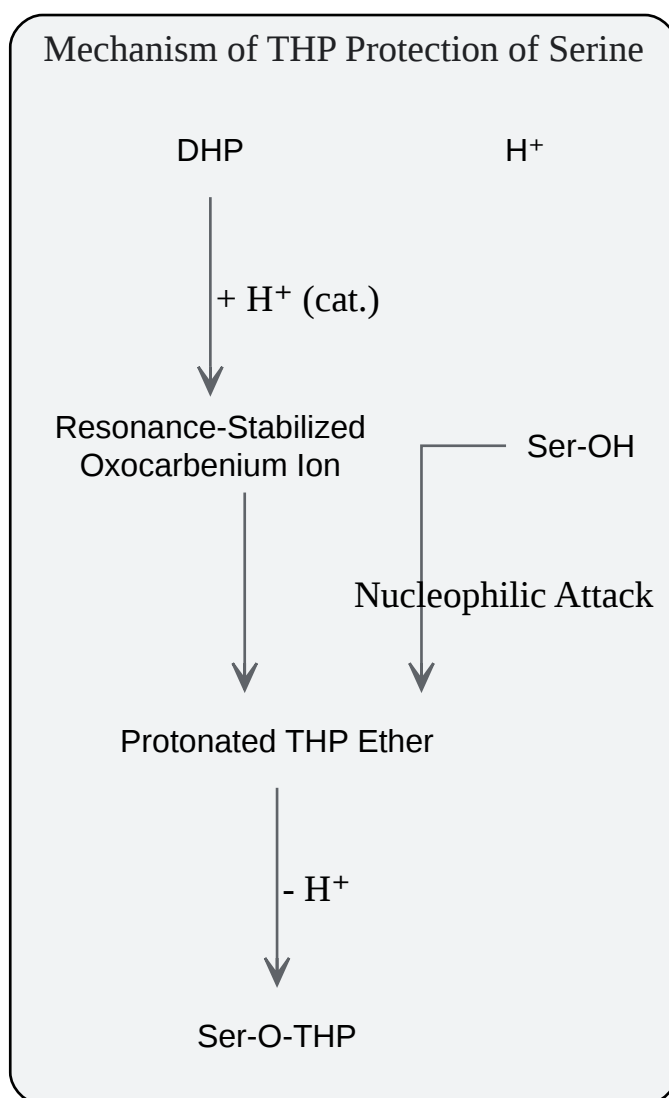 Mechanism of THP Protection of Serine
DHP
H⁺
+ H⁺ (cat.)
Resonance-Stabilized
Oxocarbenium Ion
Ser-OH
Nucleophilic Attack
Protonated THP Ether
- H⁺
Ser-O-THP